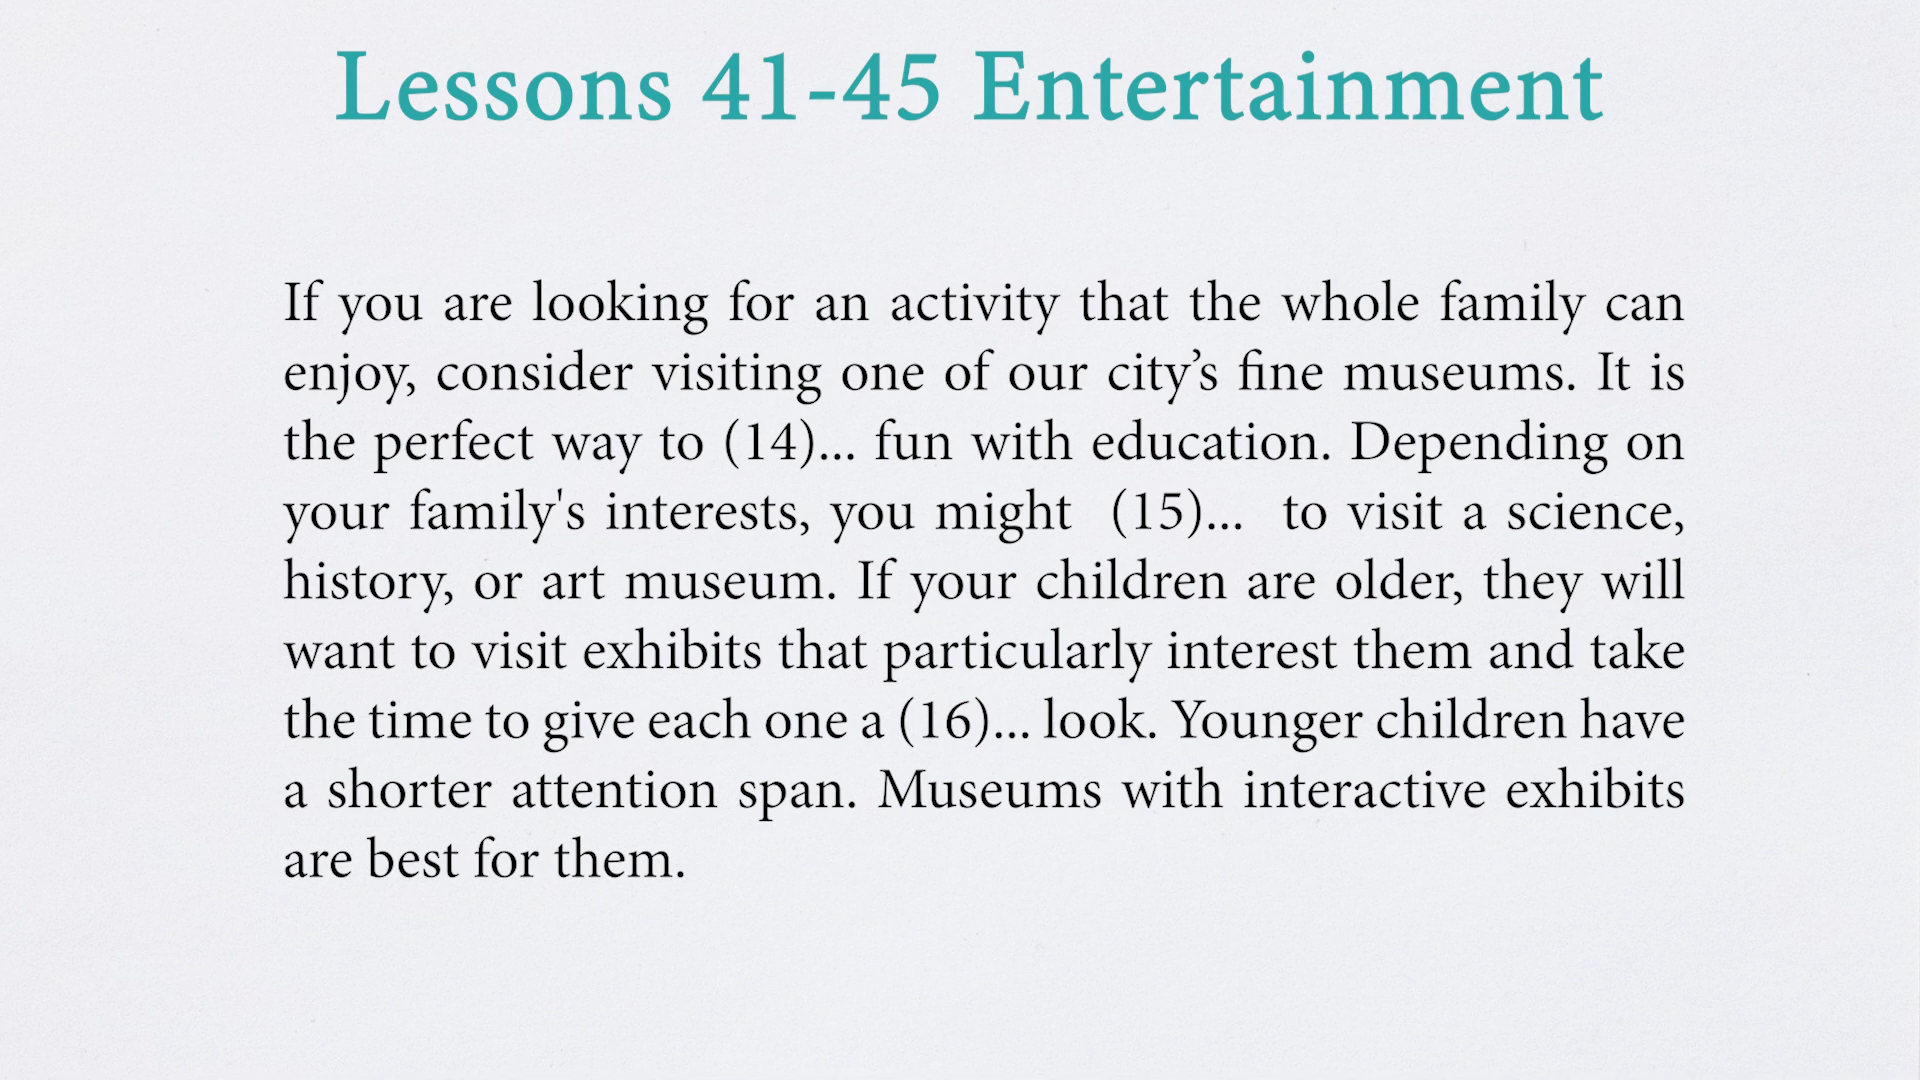 Lessons 41-45 Entertainment
If you are looking for an activity that the whole family can
enjoy, consider visiting one of our city’s fine museums. It is
the perfect way to (14)... fun with education. Depending on
your family's interests, you might (15)... to visit a science,
history, or art museum. If your children are older, they will
want to visit exhibits that particularly interest them and take
the time to give each one a (16)... look. Younger children have
a shorter attention span. Museums with interactive exhibits
are best for them.